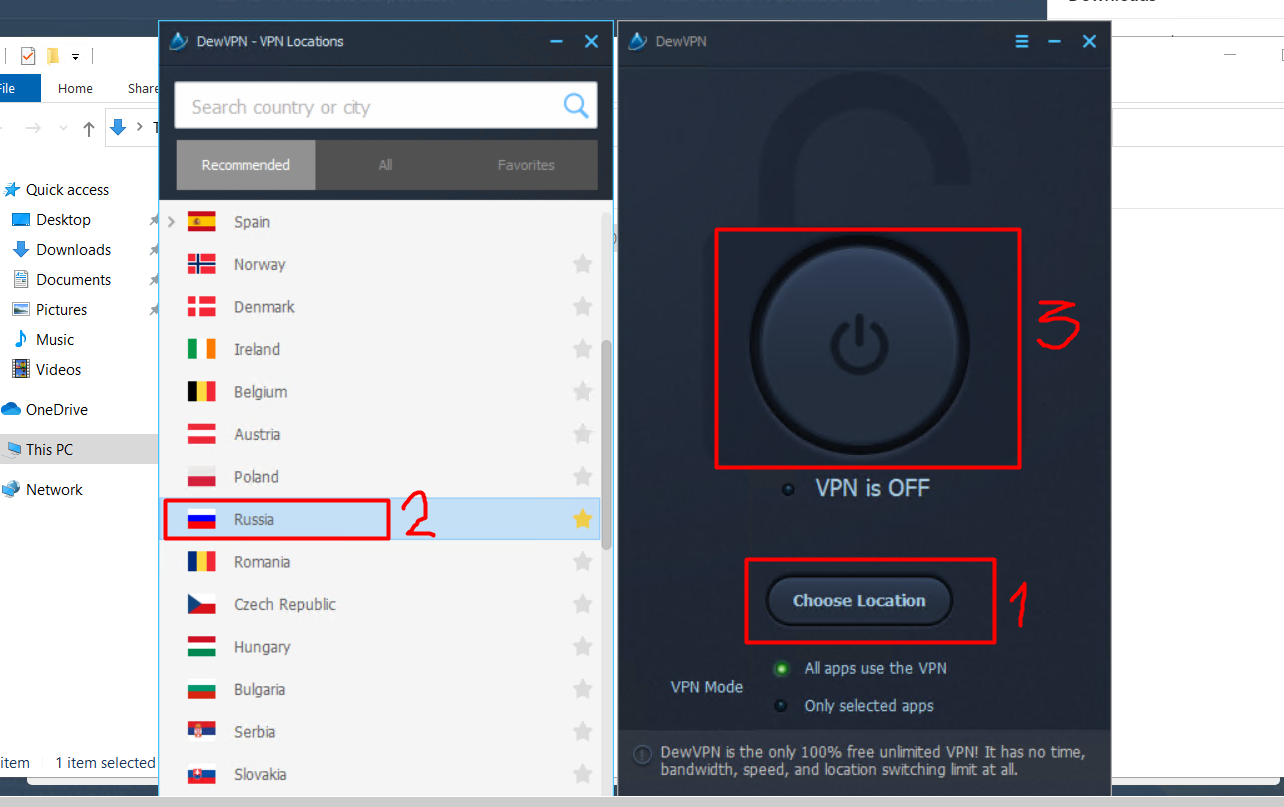 DewVPN - VPN Locations
DewVPN
File
Home
Share
Search country or city
Recommended
All
Favorites
Quick access
Desktop
Downloads
Documents
Pictures
Music
Videos
OneDrive
This PC
Network
Spain
Norway
Denmark
Ireland
Belgium
Austria
Poland
Russia
2
Romania
Czech Republic
Hungary
Bulgaria
Serbia
Slovakia
3
VPN is OFF
Choose Location
1
VPN Mode
All apps use the VPN
Only selected apps
DewVPN is the only 100% free unlimited VPN! It has no time,
bandwidth, speed, and location switching limit at all.
item
1 item selected